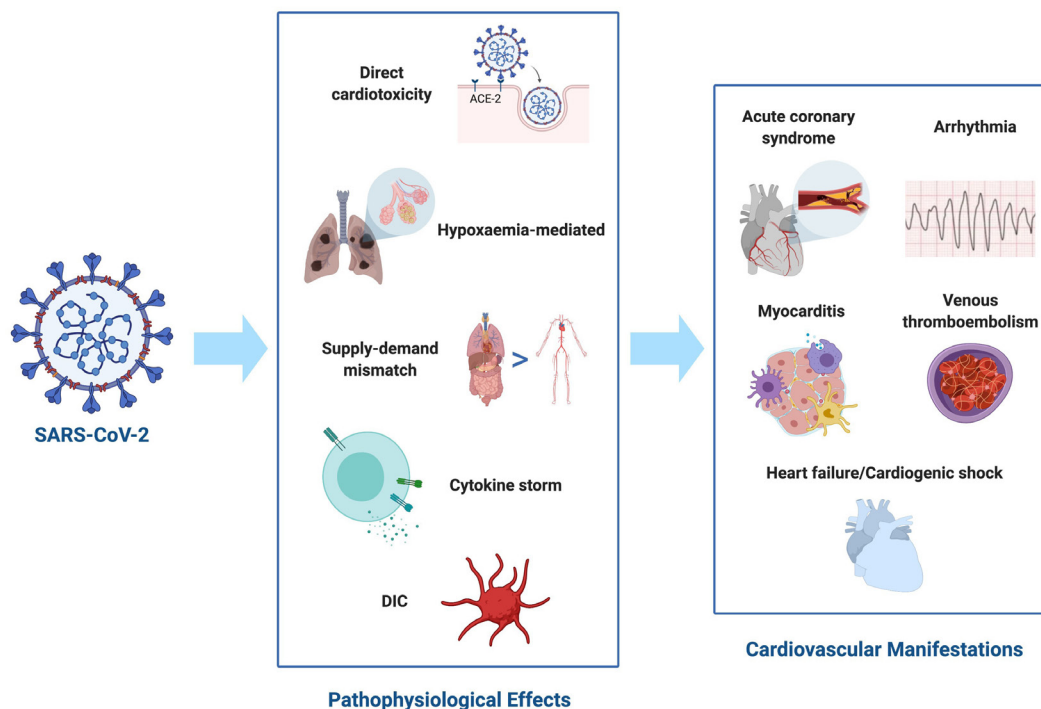 SARS-CoV-2
Direct
cardiotoxicity
ACE-2
Hypoxaemia-mediated
Supply-demand
mismatch
>
Cytokine storm
DIC
Pathophysiological Effects
Acute coronary
syndrome
Arrhythmia
Myocarditis
Venous
thromboembolism
Heart failure/Cardiogenic shock
Cardiovascular Manifestations